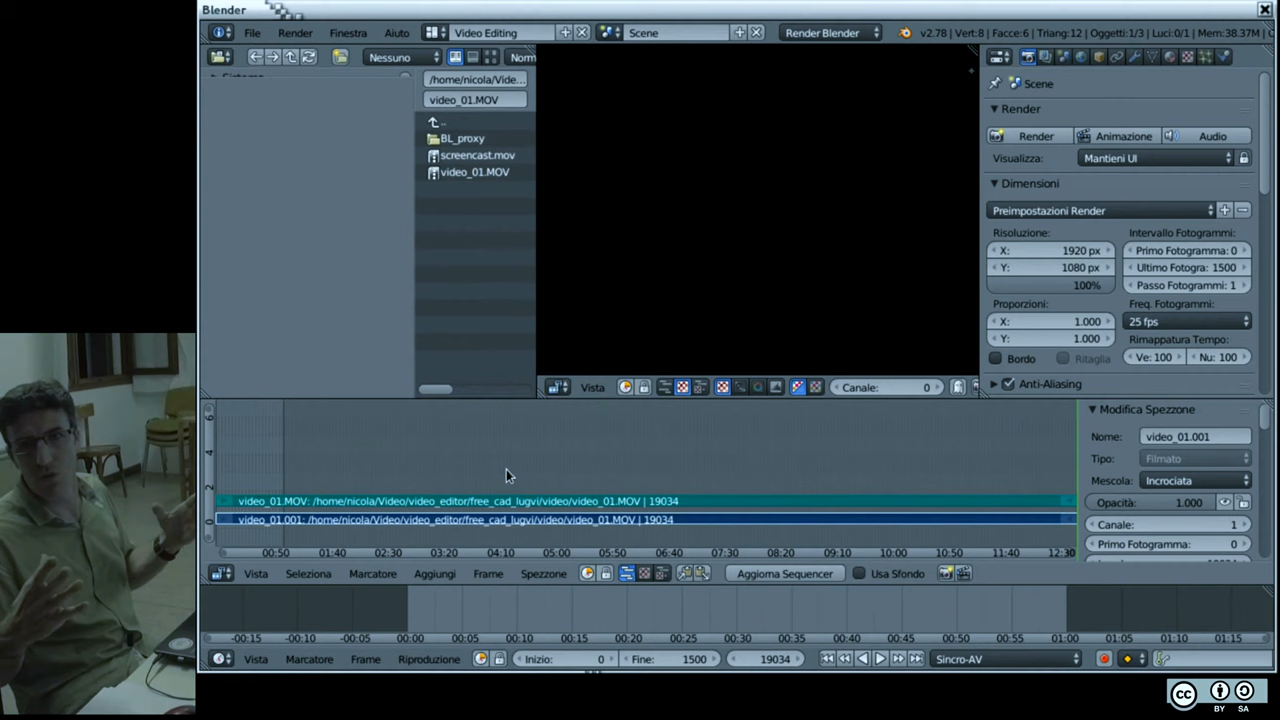 Blender
File Render Finestra Aiuto Video Editing Scene Render Blender v2.78 | Vert:8 | Facce:6 | Triang:12 | Oggetti:1/3 | Luci:0/1 | Mem:38.37M |
Nuovo
Nessuno Norm
/home/nicola/Vide...
video_01.MOV
..
BL_proxy
screencast.mov
video_01.MOV
Vista Canale: 0
Scene
Render
Render Animazione Audio
Visualizza: Mantieni UI
Dimensioni
Preimpostazioni Render
Risoluzione: Intervallo Fotogrammi:
X: 1920 px Primo Fotogramma: 0
Y: 1080 px Ultimo Fotogra: 1500
100% Passo Fotogrammi: 1
Proporzioni: Freq. Fotogrammi:
X: 1.000 25 fps
Y: 1.000 Rimappatura Tempo:
Bordo Ritaglia Ve: 100 Nu: 100
Anti-Aliasing
6
4
2
0
video_01.MOV: /home/nicola/Video/video_editor/free_cad_lugvi/video/video_01.MOV | 19034
video_01.001: /home/nicola/Video/video_editor/free_cad_lugvi/video/video_01.MOV | 19034
00:50 01:40 02:30 03:20 04:10 05:00 05:50 06:40 07:30 08:20 09:10 10:00 10:50 11:40 12:30
Modifica Spezzone
Nome: video_01.001
Tipo: Filmato
Mescola: Incrociata
Opacità: 1.000
Canale: 1
Primo Fotogramma: 0
Vista Seleziona Marcatore Aggiungi Frame Spezzone Aggiorna Sequencer Usa Sfondo
-00:15 -00:10 -00:05 00:00 00:05 00:10 00:15 00:20 00:25 00:30 00:35 00:40 00:45 00:50 00:55 01:00 01:05 01:10 01:15
Vista Marcatore Frame Riproduzione Inizio: 0 Fine: 1500 19034 Sincro-AV
cc BY SA